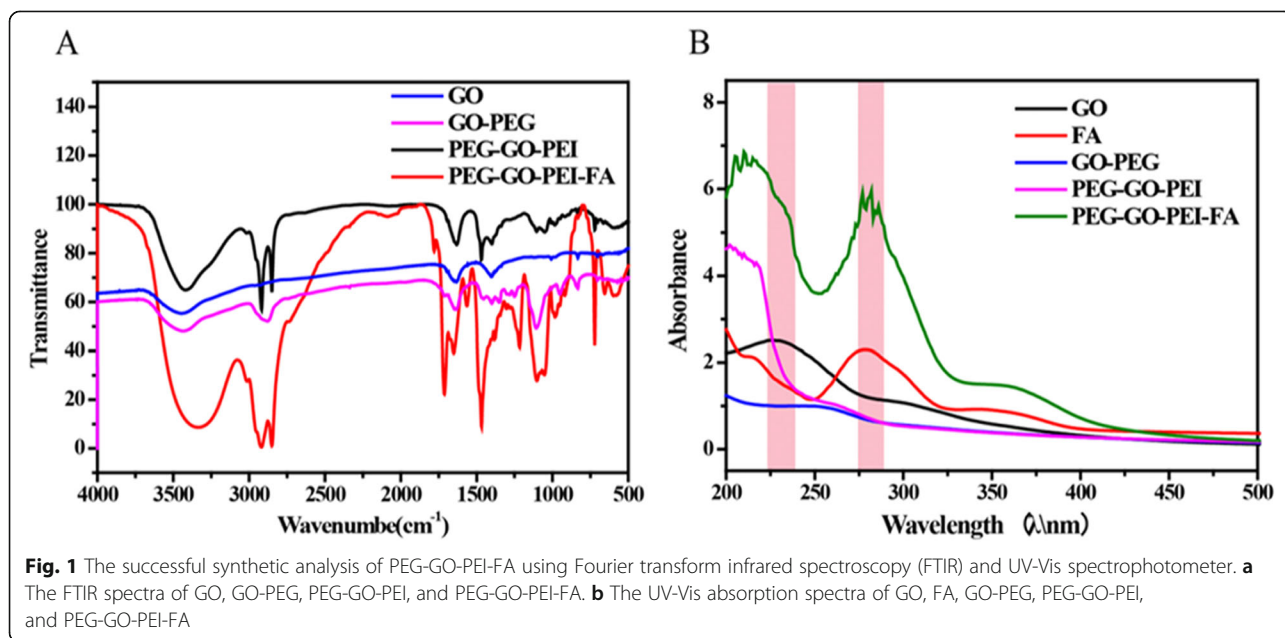 A
140
120
100
80
60
40
20
0
Transmittance
GO
GO-PEG
PEG-GO-PEI
PEG-GO-PEI-FA
4000 3500 3000 2500 2000 1500 1000 500
Wavenumbe(cm-1)
B
8
6
4
2
0
Absorbance
GO
FA
GO-PEG
PEG-GO-PEI
PEG-GO-PEI-FA
200 250 300 350 400 450 500
Wavelength (λ\nm)
Fig. 1 The successful synthetic analysis of PEG-GO-PEI-FA using Fourier transform infrared spectroscopy (FTIR) and UV-Vis spectrophotometer. a
The FTIR spectra of GO, GO-PEG, PEG-GO-PEI, and PEG-GO-PEI-FA. b The UV-Vis absorption spectra of GO, FA, GO-PEG, PEG-GO-PEI,
and PEG-GO-PEI-FA